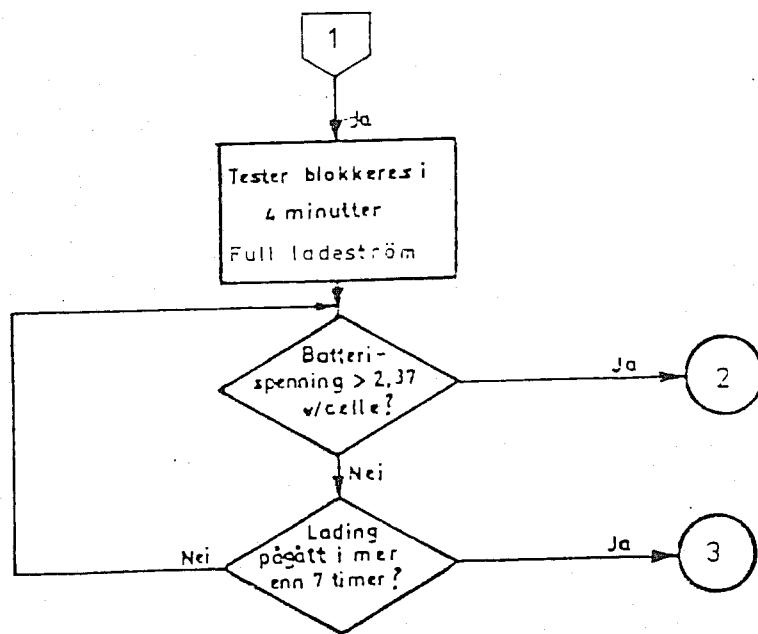 1
Ja
Tester blokkeres i
4 minutter
Full ladeström
Batteri-
spenning > 2,37
v/celle?
Ja
2
Nei
Lading
pågått i mer
enn 7 timer?
Nei
Ja
3